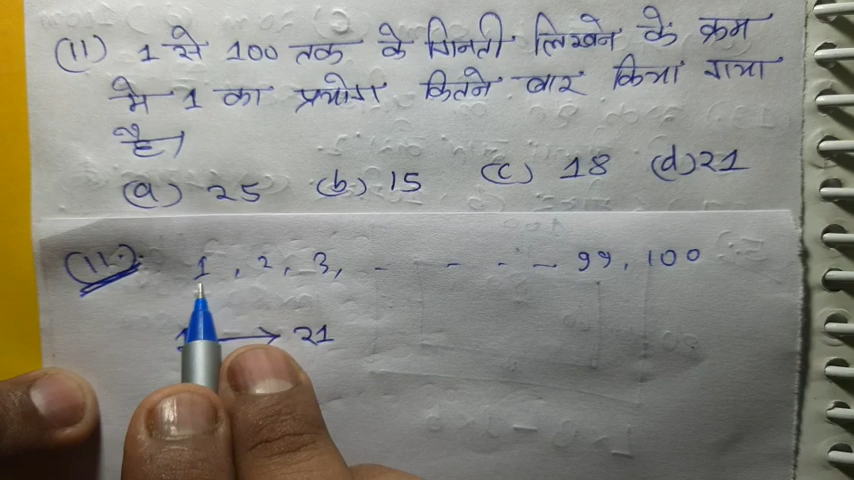 (11) 1 से 100 तक के गिनती लिखने के क्रम
मे 1 का प्रयोग कितने बार किया गया
है।
(a) 25 (b) 15 (c) 18 (d) 21
(11.) 1, 2, 3, - - - - 99, 100
→ 21